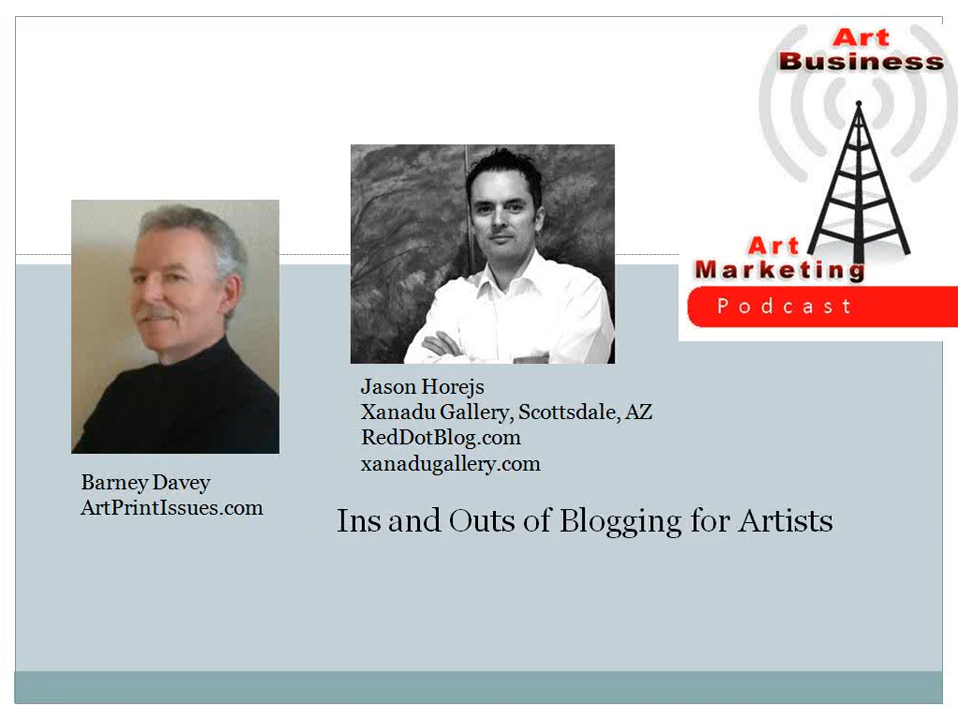 Art
Business
Art
Marketing
Podcast
Jason Horejs
Xanadu Gallery, Scottsdale, AZ
RedDotBlog.com
xanadugallery.com
Barney Davey
ArtPrintIssues.com
Ins and Outs of Blogging for Artists